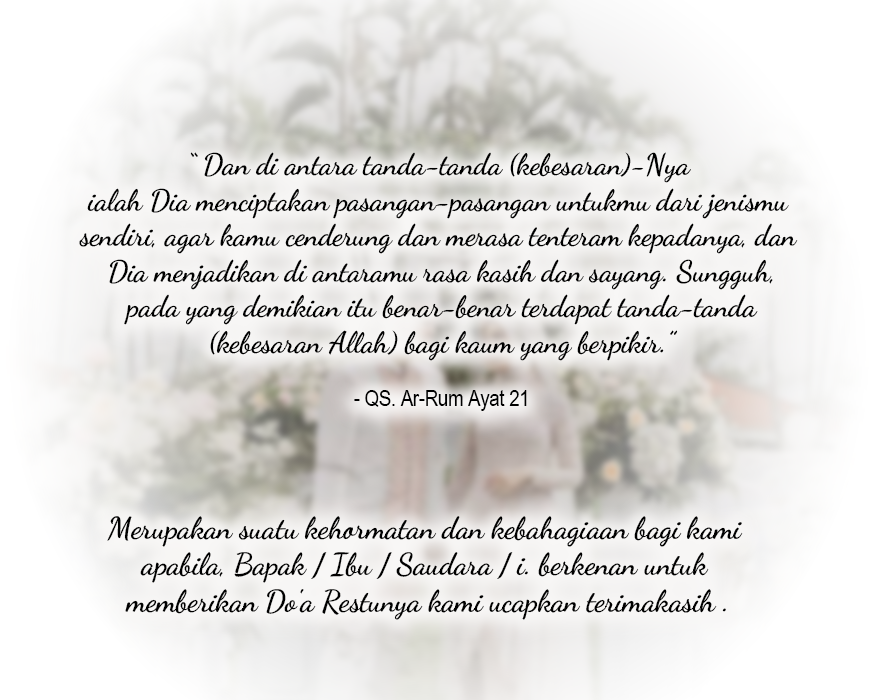 “ Dan di antara tanda-tanda (kebesaran)-Nya
ialah Dia menciptakan pasangan-pasangan untukmu dari jenismu
sendiri, agar kamu cenderung dan merasa tenteram kepadanya, dan
Dia menjadikan di antaramu rasa kasih dan sayang. Sungguh,
pada yang demikian itu benar-benar terdapat tanda-tanda
(kebesaran Allah) bagi kaum yang berpikir.”
- QS. Ar-Rum Ayat 21
Merupakan suatu kehormatan dan kebahagiaan bagi kami
apabila, Bapak / Ibu / Saudara / i. berkenan untuk
memberikan Do'a Restunya kami ucapkan terimakasih .